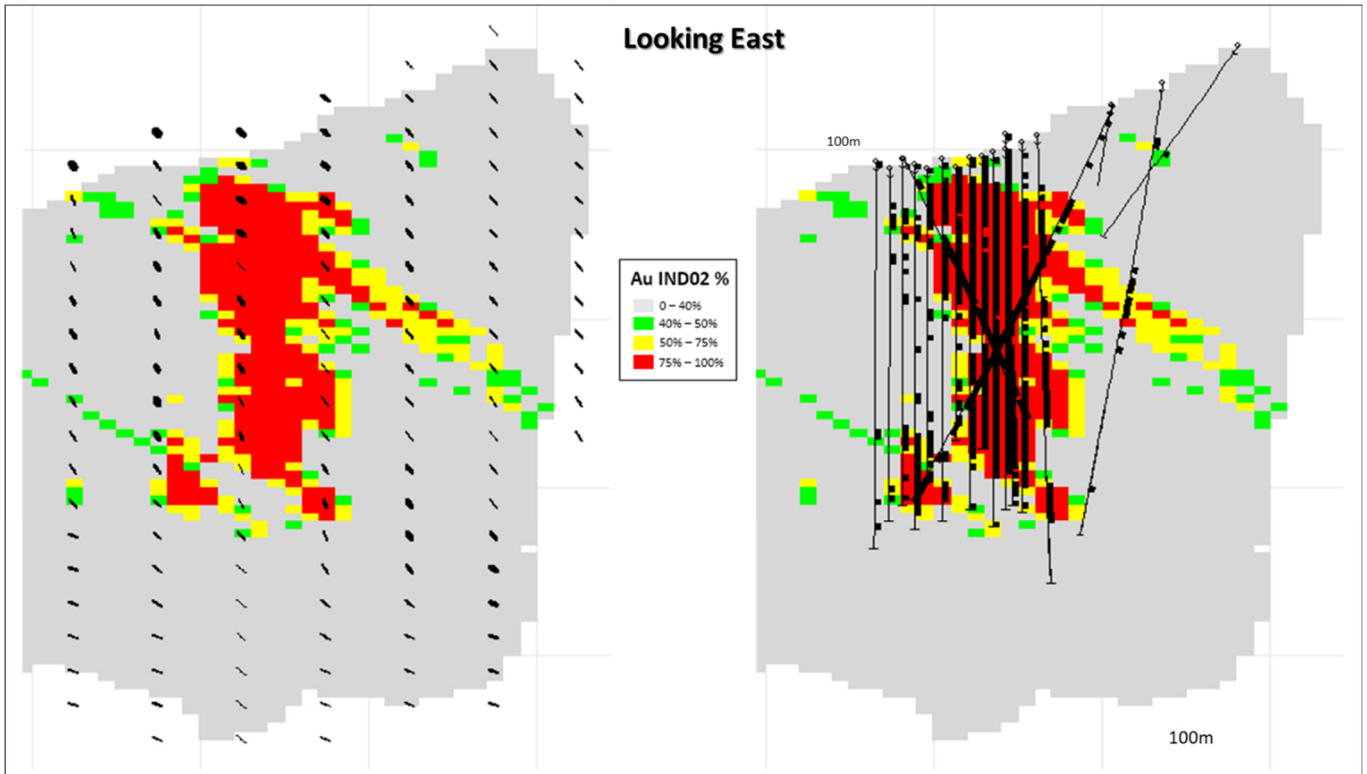 Looking East
100m
Au IND02 %
0 – 40%
40% – 50%
50% – 75%
75% – 100%
100m